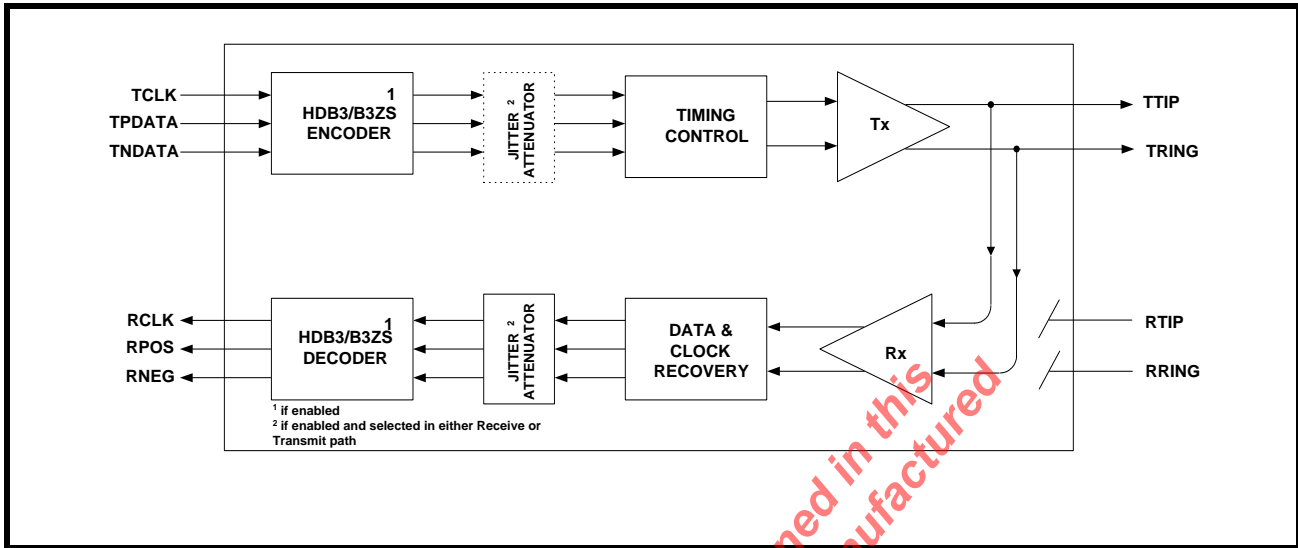 TCLK
TPDATA
TNDATA
1
HDB3/B3ZS
ENCODER
JITTER 2
ATTENUATOR
TIMING
CONTROL
Tx
TTIP
TRING
RCLK
RPOS
RNEG
1
HDB3/B3ZS
DECODER
JITTER 2
ATTENUATOR
DATA &
CLOCK
RECOVERY
Rx
RTIP
RRING
1 if enabled
2 if enabled and selected in either Receive or
Transmit path
ned in this
nufactured